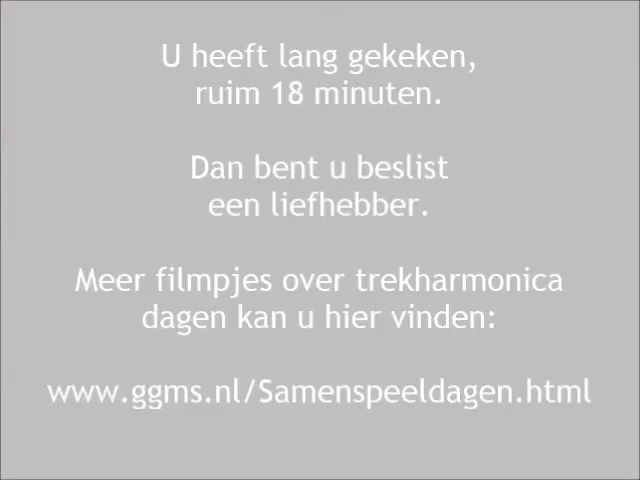 U heeft lang gekeken,
ruim 18 minuten.
Dan bent u beslist
een liefhebber.
Meer filmpjes over trekharmonica
dagen kan u hier vinden:
www.ggms.nl/Samenspeeldagen.html